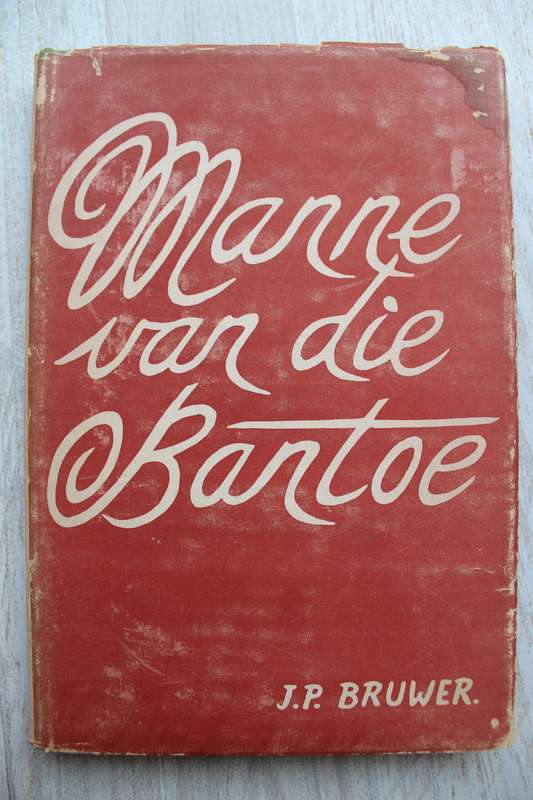 Manne
van die
Bantoe
J.P. BRUWER.